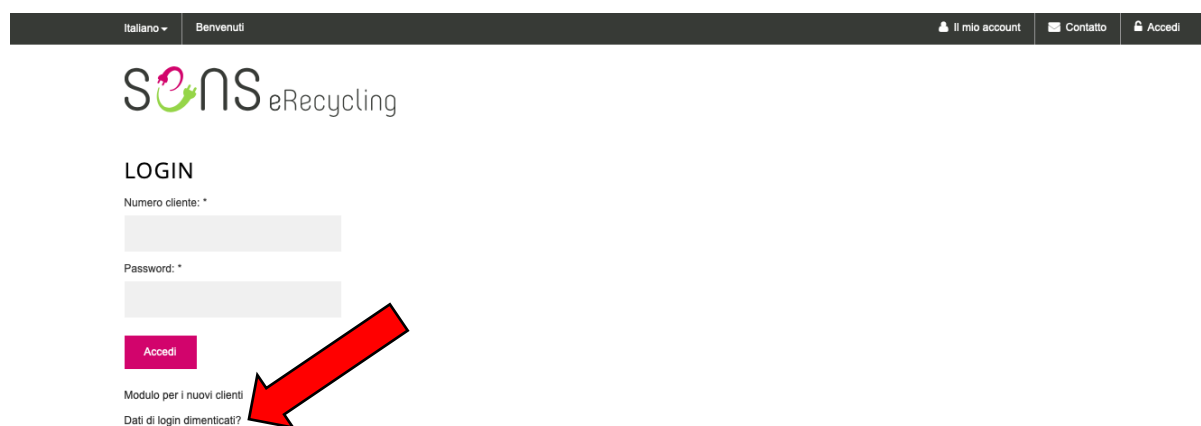 Italiano Benvenuti Il mio account Contatto Accedi
SENS eRecycling
LOGIN
Numero cliente: *
Password: *
Accedi
Modulo per i nuovi clienti
Dati di login dimenticati?